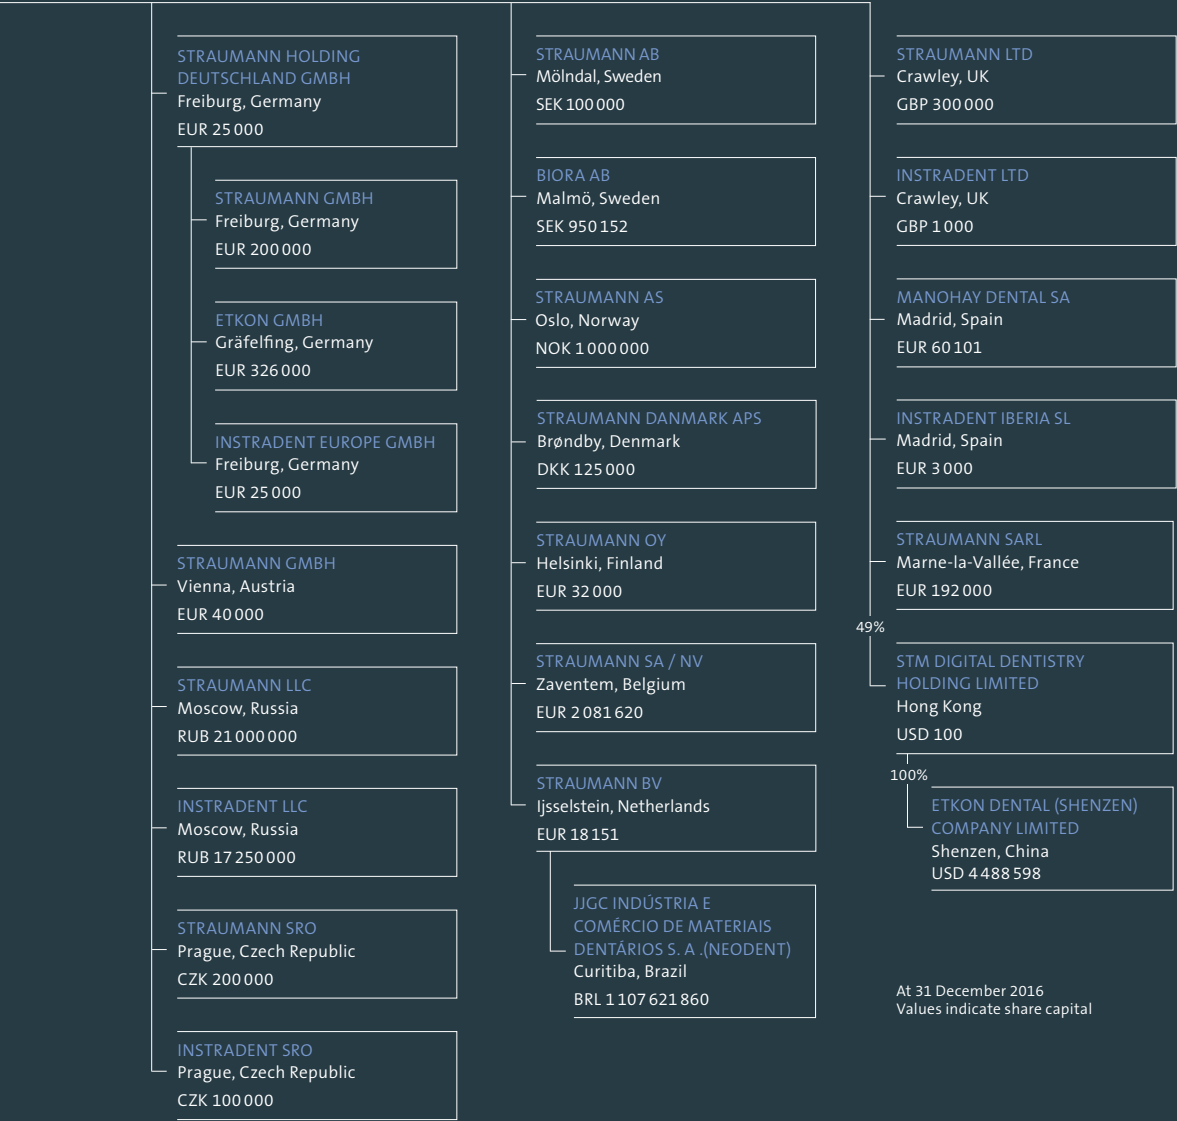 STRAUMANN HOLDING
DEUTSCHLAND GMBH
Freiburg, Germany
EUR 25 000
STRAUMANN GMBH
Freiburg, Germany
EUR 200 000
ETKON GMBH
Gräfelfing, Germany
EUR 326 000
INSTRADENT EUROPE GMBH
Freiburg, Germany
EUR 25 000
STRAUMANN GMBH
Vienna, Austria
EUR 40 000
STRAUMANN LLC
Moscow, Russia
RUB 21 000 000
INSTRADENT LLC
Moscow, Russia
RUB 17 250 000
STRAUMANN SRO
Prague, Czech Republic
CZK 200 000
INSTRADENT SRO
Prague, Czech Republic
CZK 100 000
STRAUMANN AB
Mölndal, Sweden
SEK 100 000
BIORA AB
Malmö, Sweden
SEK 950 152
STRAUMANN AS
Oslo, Norway
NOK 1 000 000
STRAUMANN DANMARK APS
Brøndby, Denmark
DKK 125 000
STRAUMANN OY
Helsinki, Finland
EUR 32 000
STRAUMANN SA / NV
Zaventem, Belgium
EUR 2 081 620
STRAUMANN BV
Ijsselstein, Netherlands
EUR 18 151
JJGC INDÚSTRIA E
COMÉRCIO DE MATERIAIS
DENTÁRIOS S. A .(NEODENT)
Curitiba, Brazil
BRL 1 107 621 860
STRAUMANN LTD
Crawley, UK
GBP 300 000
INSTRADENT LTD
Crawley, UK
GBP 1 000
MANOHAY DENTAL SA
Madrid, Spain
EUR 60 101
INSTRADENT IBERIA SL
Madrid, Spain
EUR 3 000
STRAUMANN SARL
Marne-la-Vallée, France
EUR 192 000
49%
STM DIGITAL DENTISTRY
HOLDING LIMITED
Hong Kong
USD 100
100%
ETKON DENTAL (SHENZEN)
COMPANY LIMITED
Shenzen, China
USD 4 488 598
At 31 December 2016
Values indicate share capital